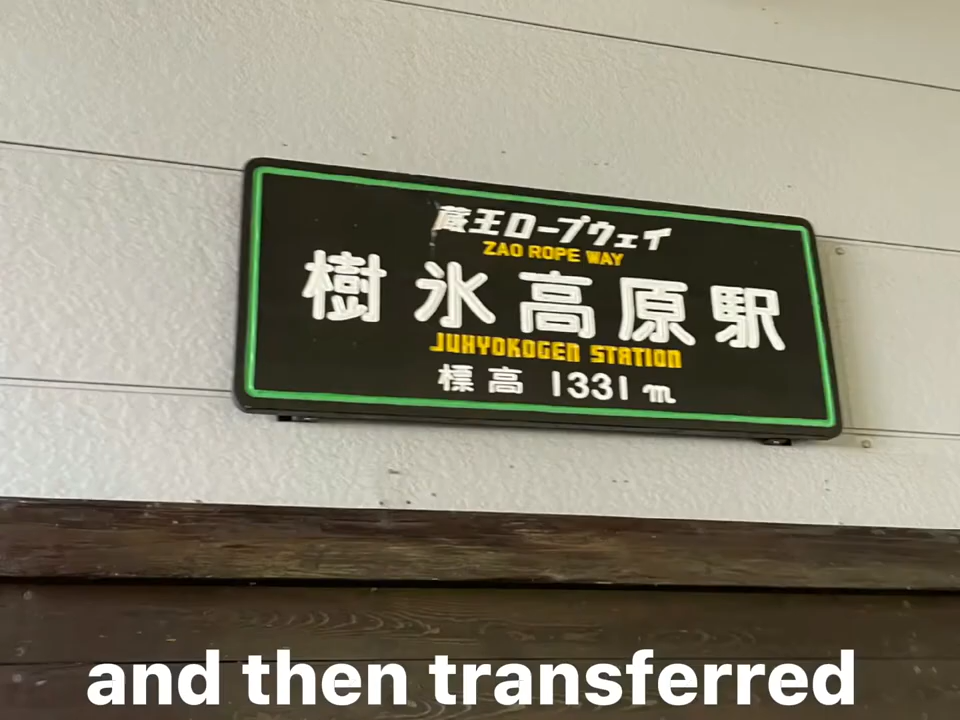 蔵王ロープウェイ
ZAO ROPE WAY
樹氷高原駅
JUHYOKOGEN STATION
標高 1331m
and then transferred